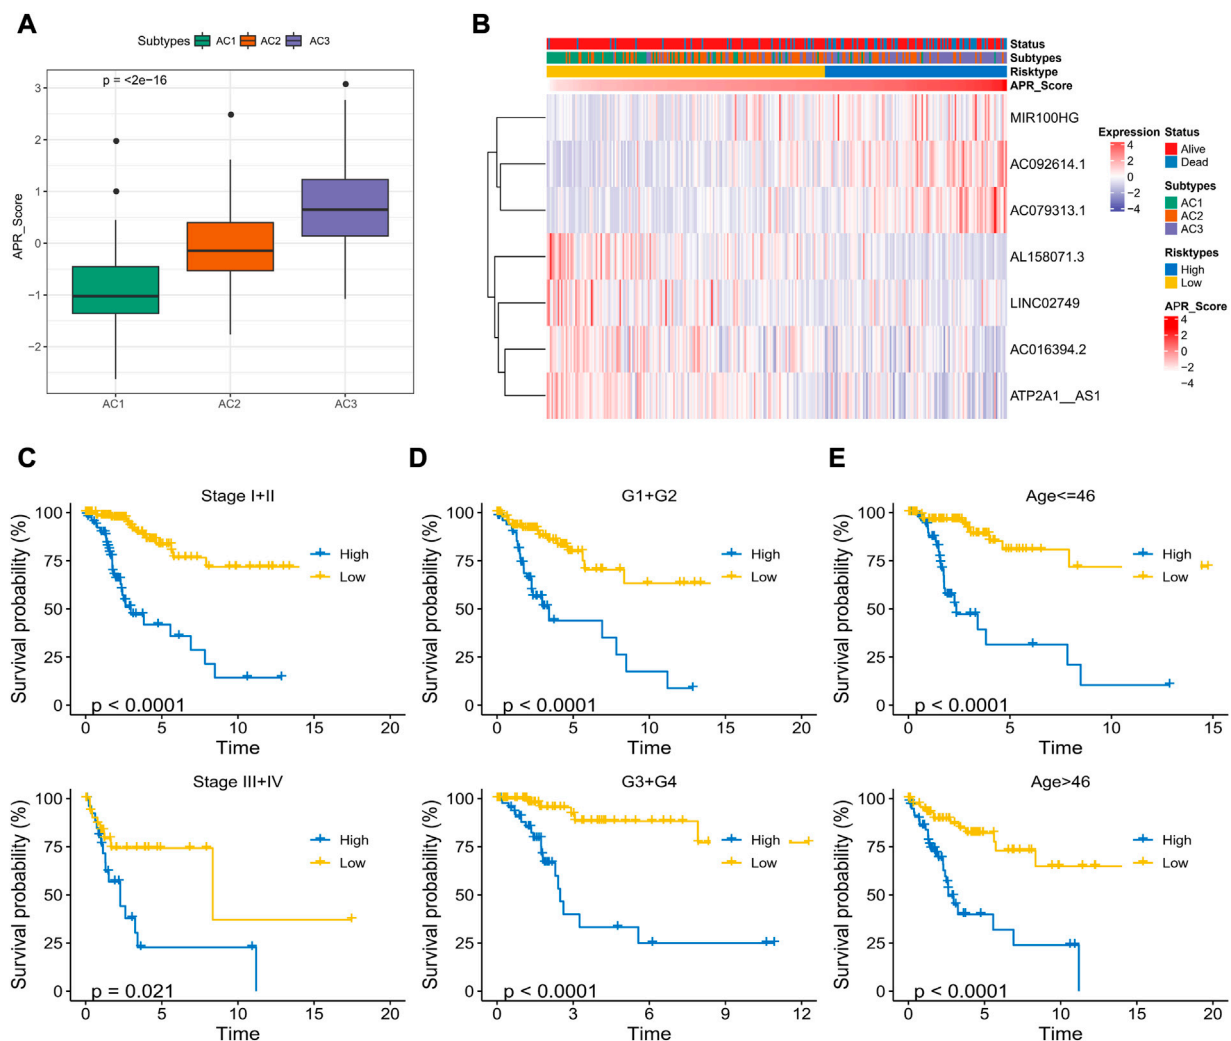 A
Subtypes AC1 AC2 AC3
p = <2e−16
APR_Score
3
2
1
0
−1
−2
AC1 AC2 AC3
B
Status
Subtypes
Risktype
APR_Score
MIR100HG
AC092614.1
AC079313.1
AL158071.3
LINC02749
AC016394.2
ATP2A1__AS1
Expression
4
2
0
−2
−4
Status
Alive
Dead
Subtypes
AC1
AC2
AC3
Risktypes
High
Low
APR_Score
4
2
0
−2
−4
C
Stage I+II
Survival probability (%)
100
75
50
25
0
High
Low
p < 0.0001
0 5 10 15 20
Time
Stage III+IV
Survival probability (%)
100
75
50
25
0
High
Low
p = 0.021
0 5 10 15 20
Time
D
G1+G2
Survival probability (%)
100
75
50
25
0
High
Low
p < 0.0001
0 5 10 15 20
Time
G3+G4
Survival probability (%)
100
75
50
25
0
High
Low
p < 0.0001
0 3 6 9 12
Time
E
Age<=46
Survival probability (%)
100
75
50
25
0
High
Low
p < 0.0001
0 5 10 15
Time
Age>46
Survival probability (%)
100
75
50
25
0
High
Low
p < 0.0001
0 5 10 15 20
Time